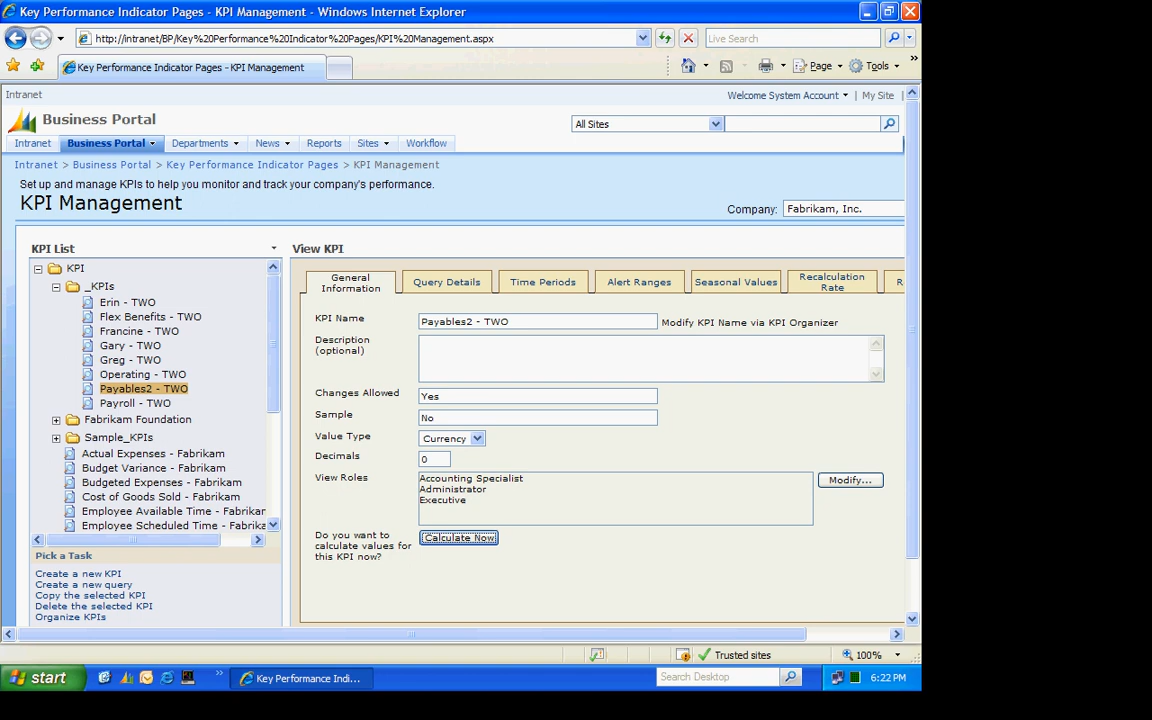 Key Performance Indicator Pages - KPI Management - Windows Internet Explorer
http://intranet/BP/Key%20Performance%20Indicator%20Pages/KPI%20Management.aspx
Live Search
Key Performance Indicator Pages - KPI Management
Page
Tools
Intranet
Welcome System Account
My Site
Business Portal
All Sites
Intranet
Business Portal
Departments
News
Reports
Sites
Workflow
Intranet > Business Portal > Key Performance Indicator Pages > KPI Management
Set up and manage KPIs to help you monitor and track your company's performance.
KPI Management
Company:
Fabrikam, Inc.
KPI List
KPI
_KPIs
Erin - TWO
Flex Benefits - TWO
Francine - TWO
Gary - TWO
Greg - TWO
Operating - TWO
Payables2 - TWO
Payroll - TWO
Fabrikam Foundation
Sample_KPIs
Actual Expenses - Fabrikam
Budget Variance - Fabrikam
Budgeted Expenses - Fabrikam
Cost of Goods Sold - Fabrikam
Employee Available Time - Fabrikar
Employee Scheduled Time - Fabrika
Pick a Task
Create a new KPI
Create a new query
Copy the selected KPI
Delete the selected KPI
Organize KPIs
View KPI
General Information
Query Details
Time Periods
Alert Ranges
Seasonal Values
Recalculation Rate
R
KPI Name
Payables2 - TWO
Modify KPI Name via KPI Organizer
Description (optional)
Changes Allowed
Yes
Sample
No
Value Type
Currency
Decimals
0
View Roles
Accounting Specialist
Administrator
Executive
Modify...
Do you want to
calculate values for
this KPI now?
Calculate Now
Trusted sites
100%
start
Key Performance Indi...
Search Desktop
6:22 PM